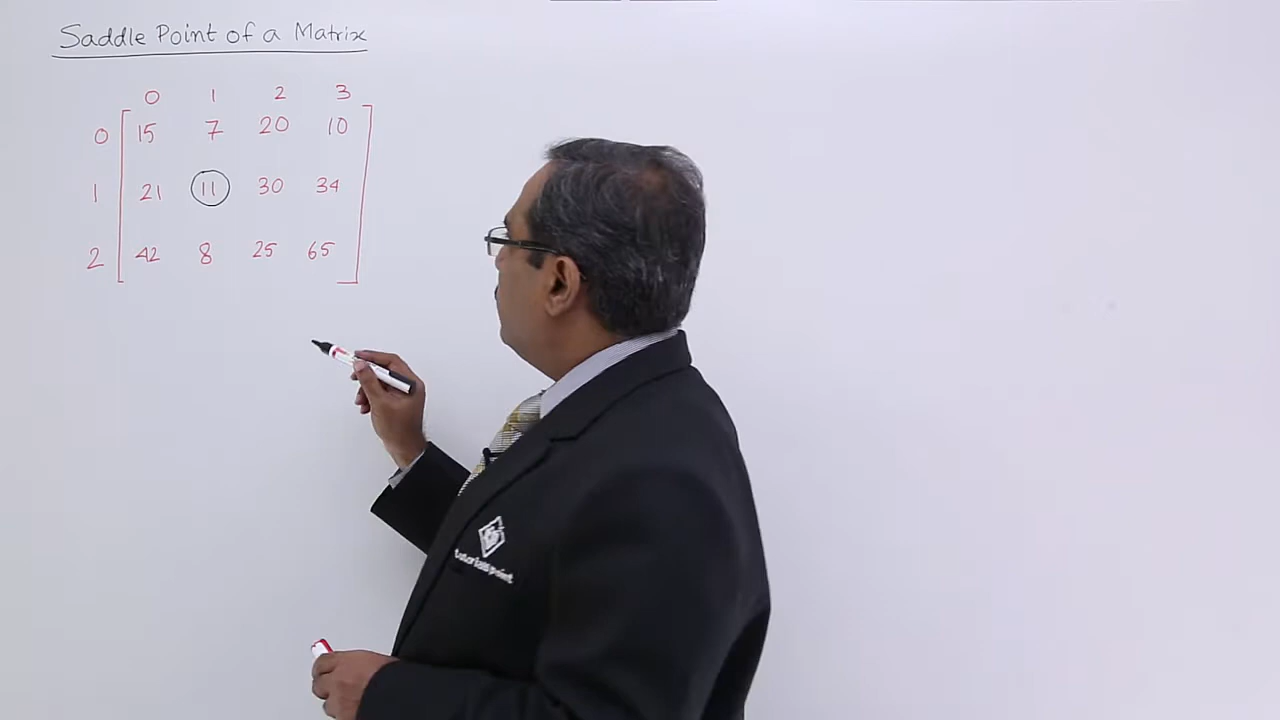 Saddle Point of a Matrix
0 1 2 3
0 15 7 20 10
1 21 11 30 34
2 42 8 25 65
tutorialspoint